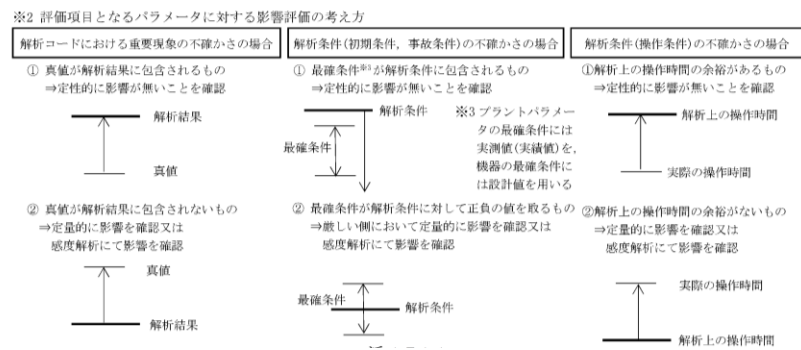 ※2 評価項目となるパラメータに対する影響評価の考え方
解析コードにおける重要現象の不確かさの場合
① 真値が解析結果に包含されるもの
⇒定性的に影響が無いことを確認
解析結果
真値
② 真値が解析結果に包含されないもの
⇒定量的に影響を確認又は
感度解析にて影響を確認
真値
解析結果
解析条件(初期条件，事故条件)の不確かさの場合
① 最確条件※3が解析条件に包含されるもの
⇒定性的に影響が無いことを確認
解析条件
最確条件
※3 プラントパラメ
ータの最確条件には
実測値(実績値)を，
機器の最確条件に
は設計値を用いる
② 最確条件が解析条件に対して正負の値を取るもの
⇒厳しい側において定量的に影響を確認又は
感度解析にて影響を確認
最確条件
解析条件
解析条件(操作条件)の不確かさの場合
①解析上の操作時間の余裕があるもの
⇒定性的に影響が無いことを確認
解析上の操作時間
実際の操作時間
②解析上の操作時間の余裕がないもの
⇒定量的に影響を確認又は
感度解析にて影響を確認
実際の操作時間
解析上の操作時間